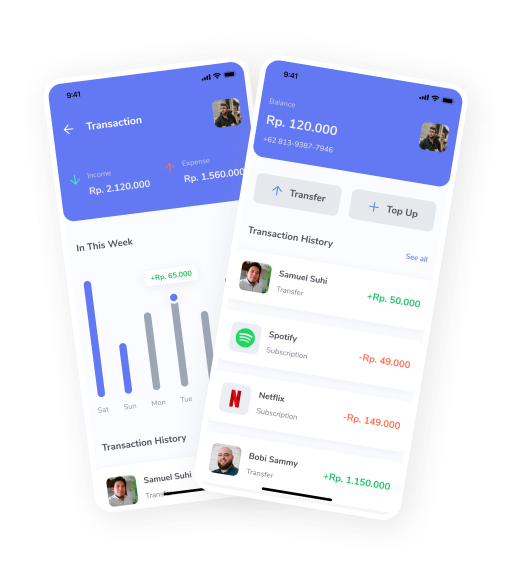 9:41
Transaction
Income
Rp. 2.120.000
Expense
Rp. 1.560.000
In This Week
+Rp. 65.000
Sat Sun Mon Tue
Transaction History
Samuel Suhi
9:41
Balance
Rp. 120.000
+62 813-9387-7946
Transfer
Top Up
Transaction History
See all
Samuel Suhi
Transfer
+Rp. 50.000
Spotify
Subscription
-Rp. 49.000
Netflix
Subscription
-Rp. 149.000
Bobi Sammy
Transfer
+Rp. 1.150.000